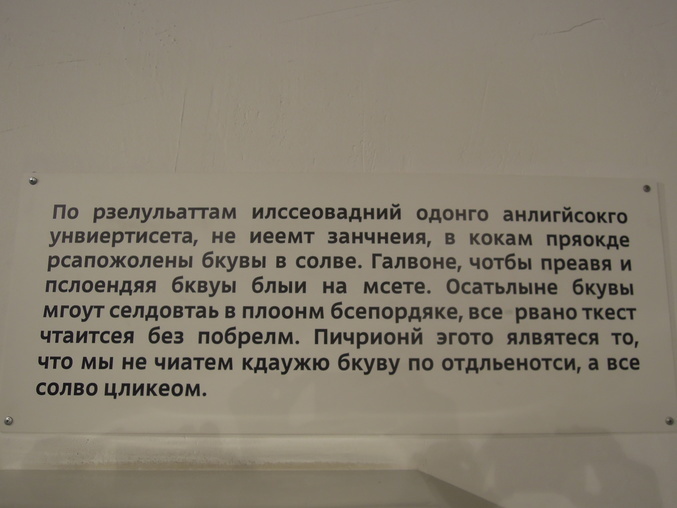 По рзелульаттам илссеовадний одонго анлигйсокго
унвиертисета, не иеемт занчнеия, в кокам пряокде
рсапожолены бкувы в солве. Галвоне, чотбы преавя и
пслоендяя бквуы блыи на мсете. Осатьлыне бкувы
мгоут селдовтаь в плоонм бсепордяке, все рвано ткест
чтаитсея без побрелм. Пичрионй эгото ялвятеся то,
что мы не чиатем кдаужю бкуву по отдльенотси, а все
солво цликеом.